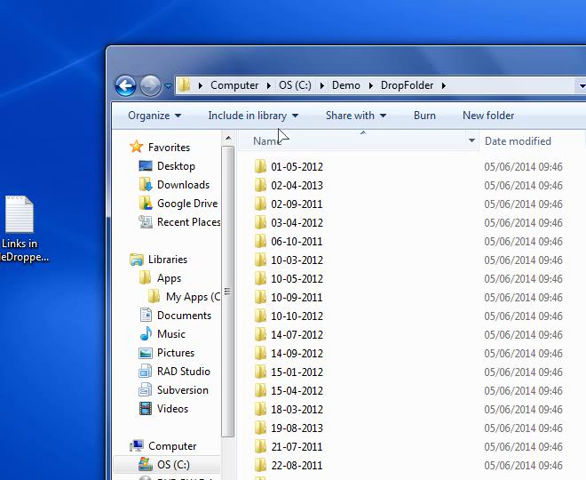 Computer OS (C:) Demo DropFolder
Organize Include in library Share with Burn New folder
Name Date modified
Favorites
Desktop
Downloads
Google Drive
Recent Places
Libraries
Apps
My Apps (C
Documents
Music
Pictures
RAD Studio
Subversion
Videos
Computer
OS (C:)
01-05-2012 05/06/2014 09:46
02-04-2013 05/06/2014 09:46
02-09-2011 05/06/2014 09:46
03-04-2012 05/06/2014 09:46
06-10-2011 05/06/2014 09:46
10-03-2012 05/06/2014 09:46
10-05-2012 05/06/2014 09:46
10-09-2011 05/06/2014 09:46
10-10-2012 05/06/2014 09:46
14-07-2012 05/06/2014 09:46
14-09-2012 05/06/2014 09:46
15-01-2012 05/06/2014 09:46
15-04-2012 05/06/2014 09:46
18-03-2012 05/06/2014 09:46
19-08-2013 05/06/2014 09:46
21-07-2011 05/06/2014 09:46
22-08-2011 05/06/2014 09:46
Links in
leDroppe...